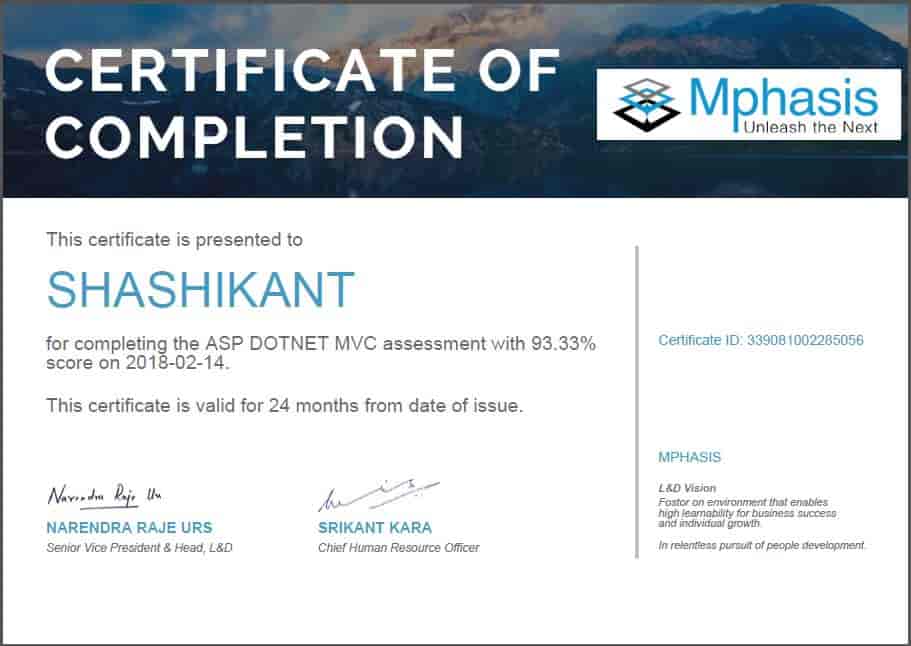 CERTIFICATE OF
COMPLETION
Mphasis
Unleash the Next
This certificate is presented to
SHASHIKANT
for completing the ASP DOTNET MVC assessment with 93.33%
score on 2018-02-14.
This certificate is valid for 24 months from date of issue.
Narendra Raje Urs
NARENDRA RAJE URS
Senior Vice President & Head, L&D
SRIKANT KARA
Chief Human Resource Officer
Certificate ID: 339081002285056
MPHASIS
L&D Vision
Fostor on environment that enables
high learnability for business success
and individual growth.
In relentless pursuit of people development.